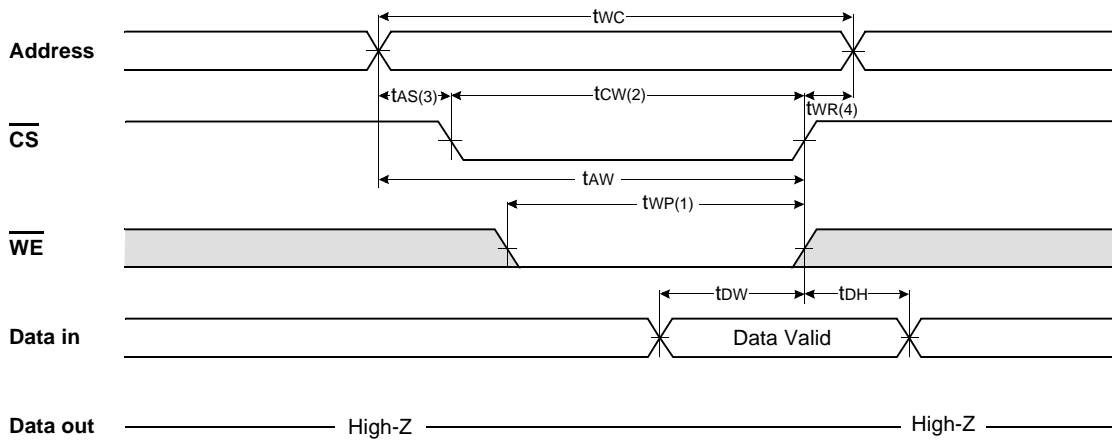 tWC
Address
tAS(3) tCW(2) tWR(4)
CS
tAW
tWP(1)
WE
tDW tDH
Data in Data Valid
Data out High-Z High-Z